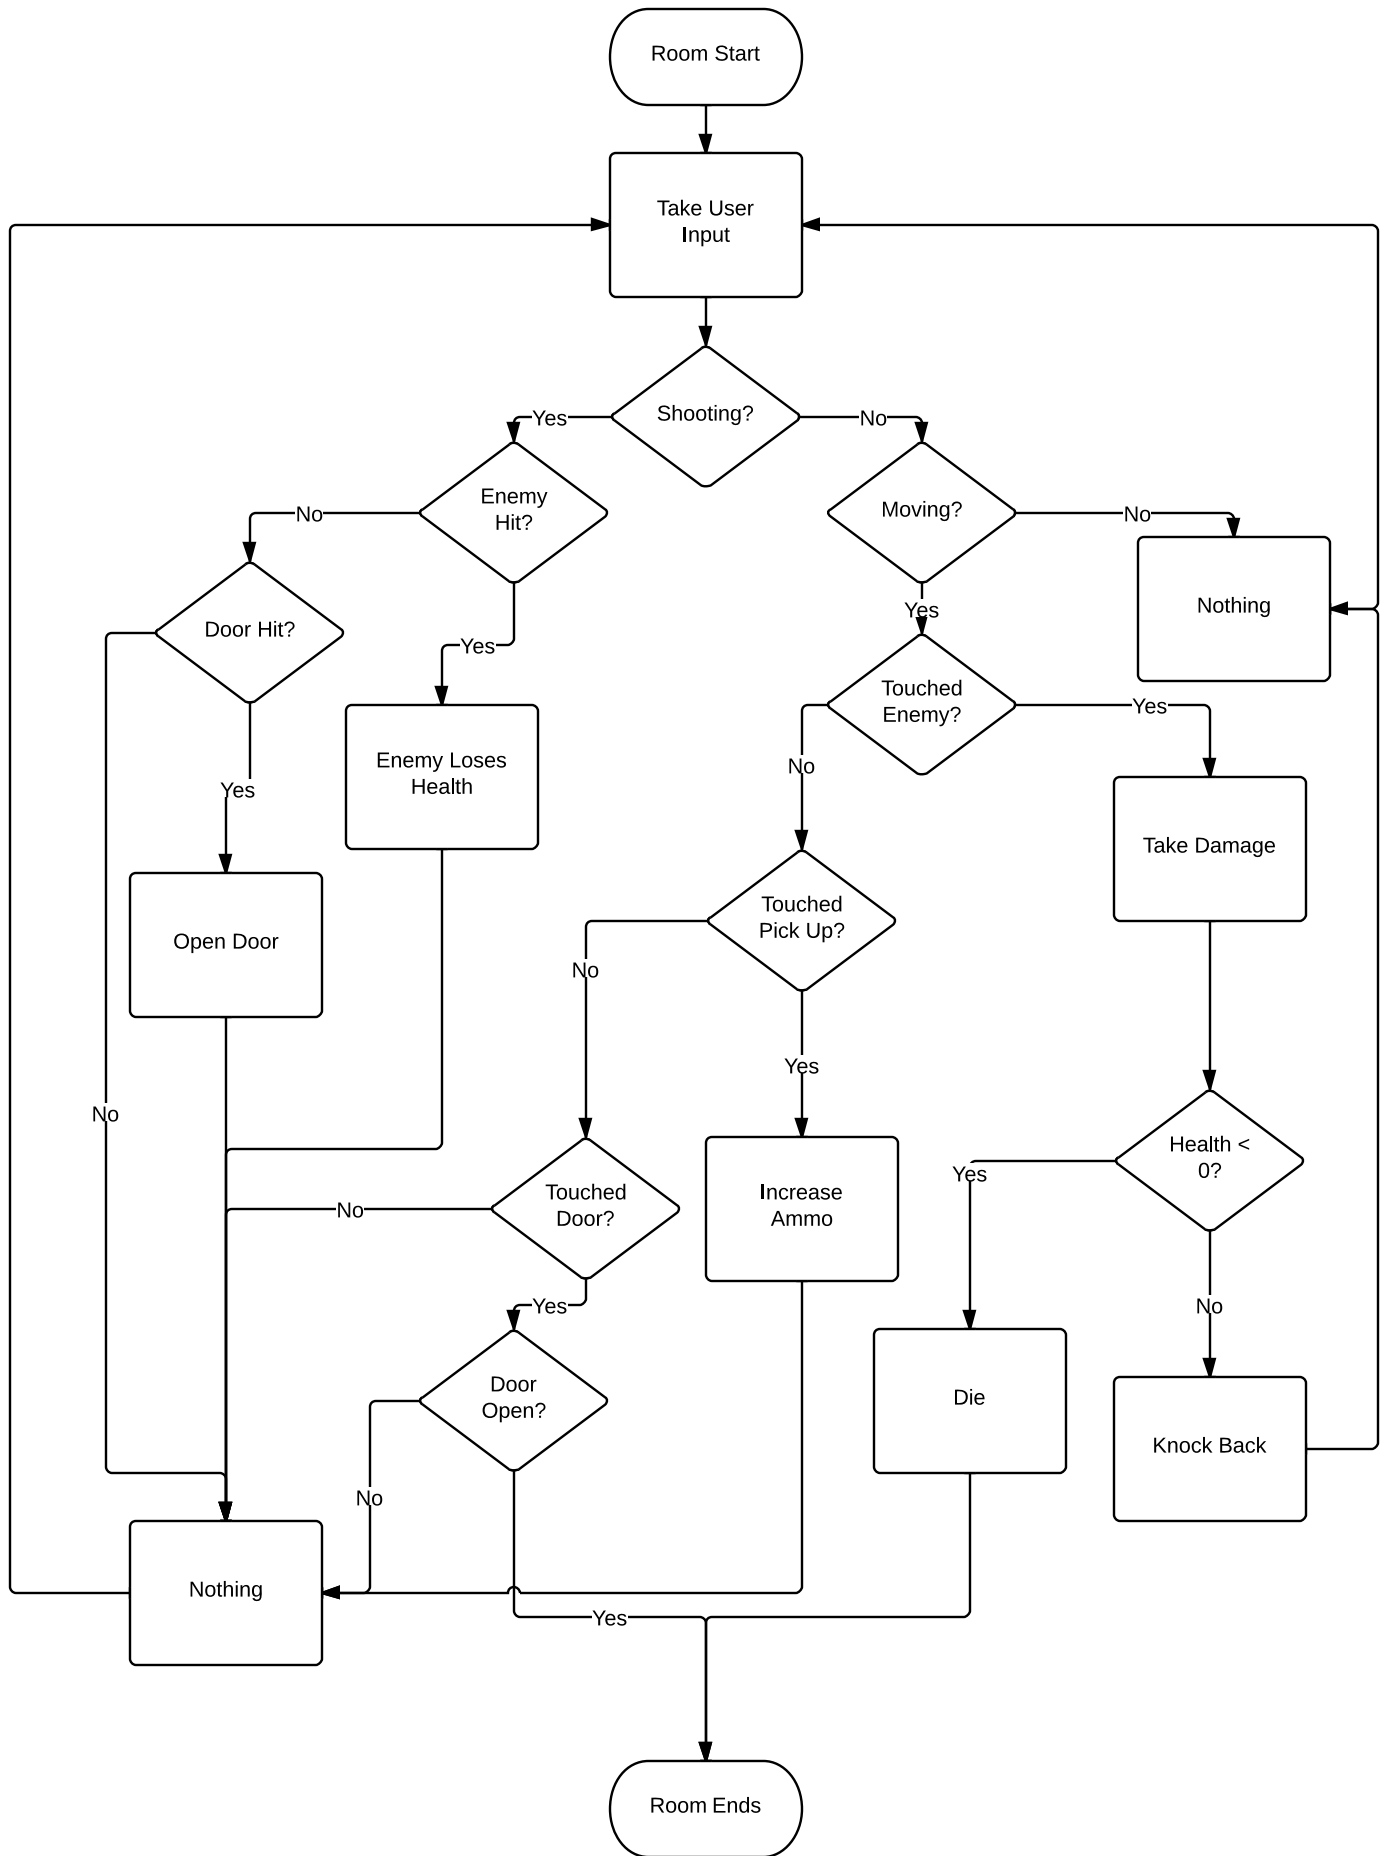 Room Start
Take User
Input
Shooting?
Yes
No
Enemy
Hit?
Moving?
No
No
Door Hit?
Nothing
Yes
Yes
Touched
Enemy?
Yes
No
Enemy Loses
Health
Yes
Take Damage
Touched
Pick Up?
Open Door
No
Yes
No
Health <
0?
Yes
Touched
Door?
Increase
Ammo
No
Yes
No
Door
Open?
Die
Knock Back
No
Nothing
Yes
Room Ends